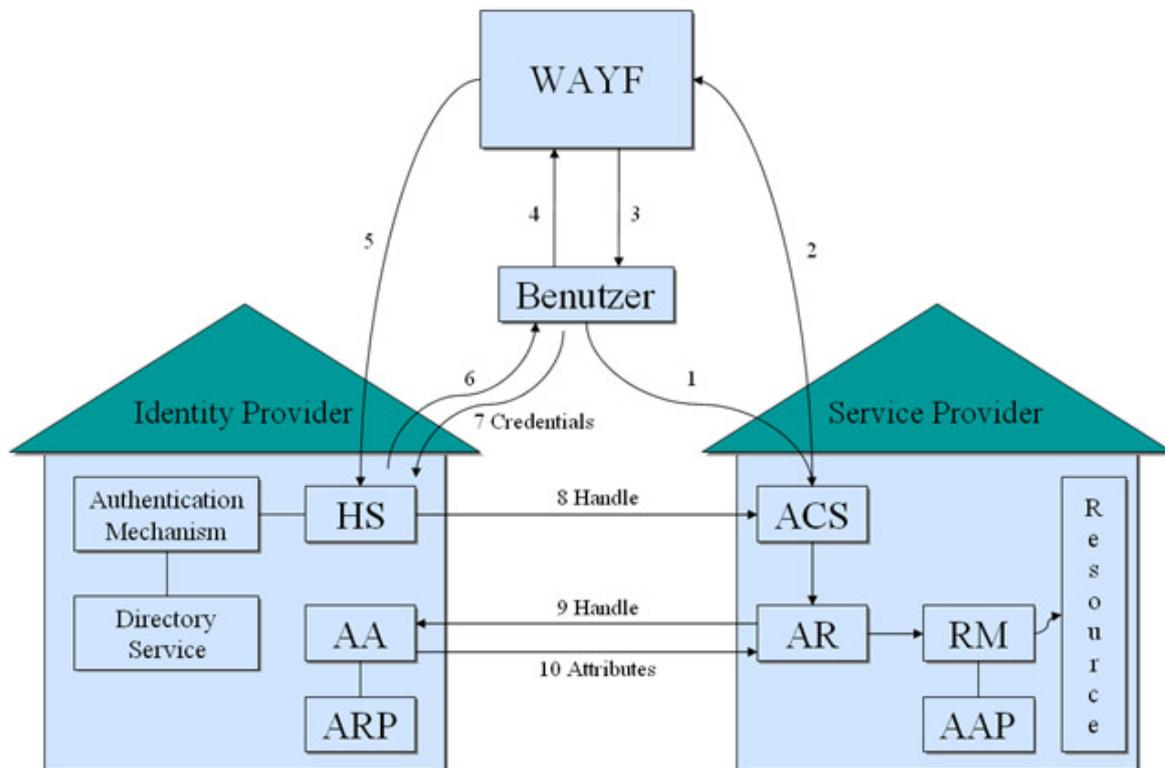 WAYF
4
3
5
2
Benutzer
6
1
7 Credentials
Identity Provider
Service Provider
Authentication
Mechanism
HS
8 Handle
ACS
Resource
Directory
Service
AA
9 Handle
10 Attributes
AR
RM
ARP
AAP